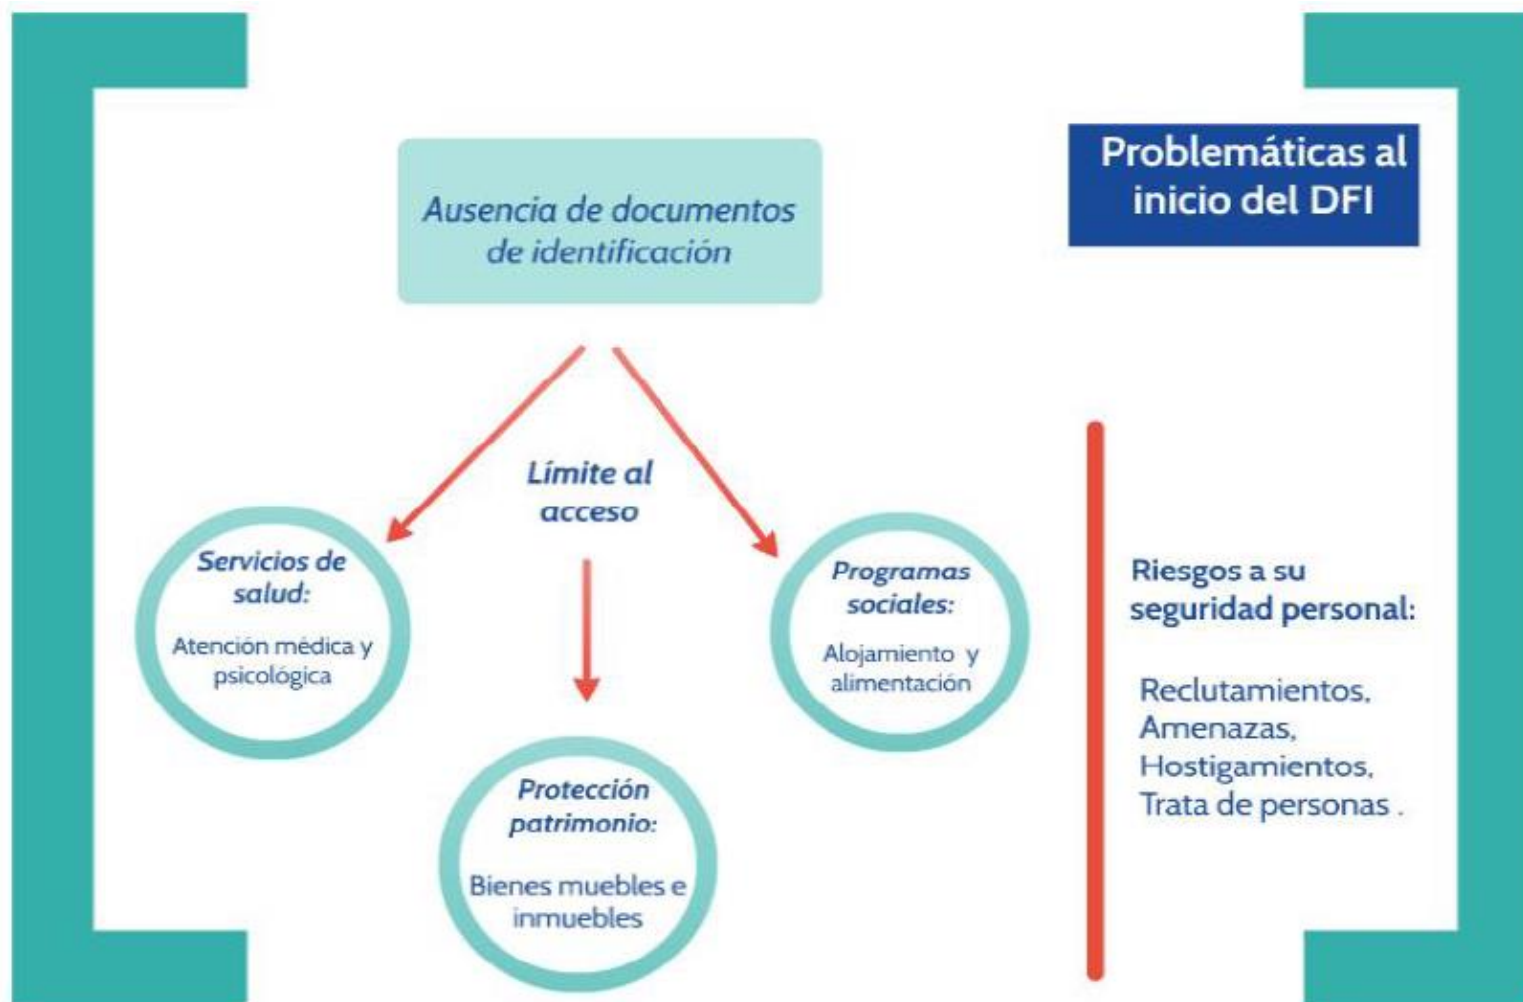 Problemáticas al
inicio del DFI
Ausencia de documentos
de identificación
Límite al
acceso
Servicios de
salud:
Atención médica y
psicológica
Protección
patrimonio:
Bienes muebles e
inmuebles
Programas
sociales:
Alojamiento y
alimentación
Riesgos a su
seguridad personal:
Reclutamientos,
Amenazas,
Hostigamientos,
Trata de personas .